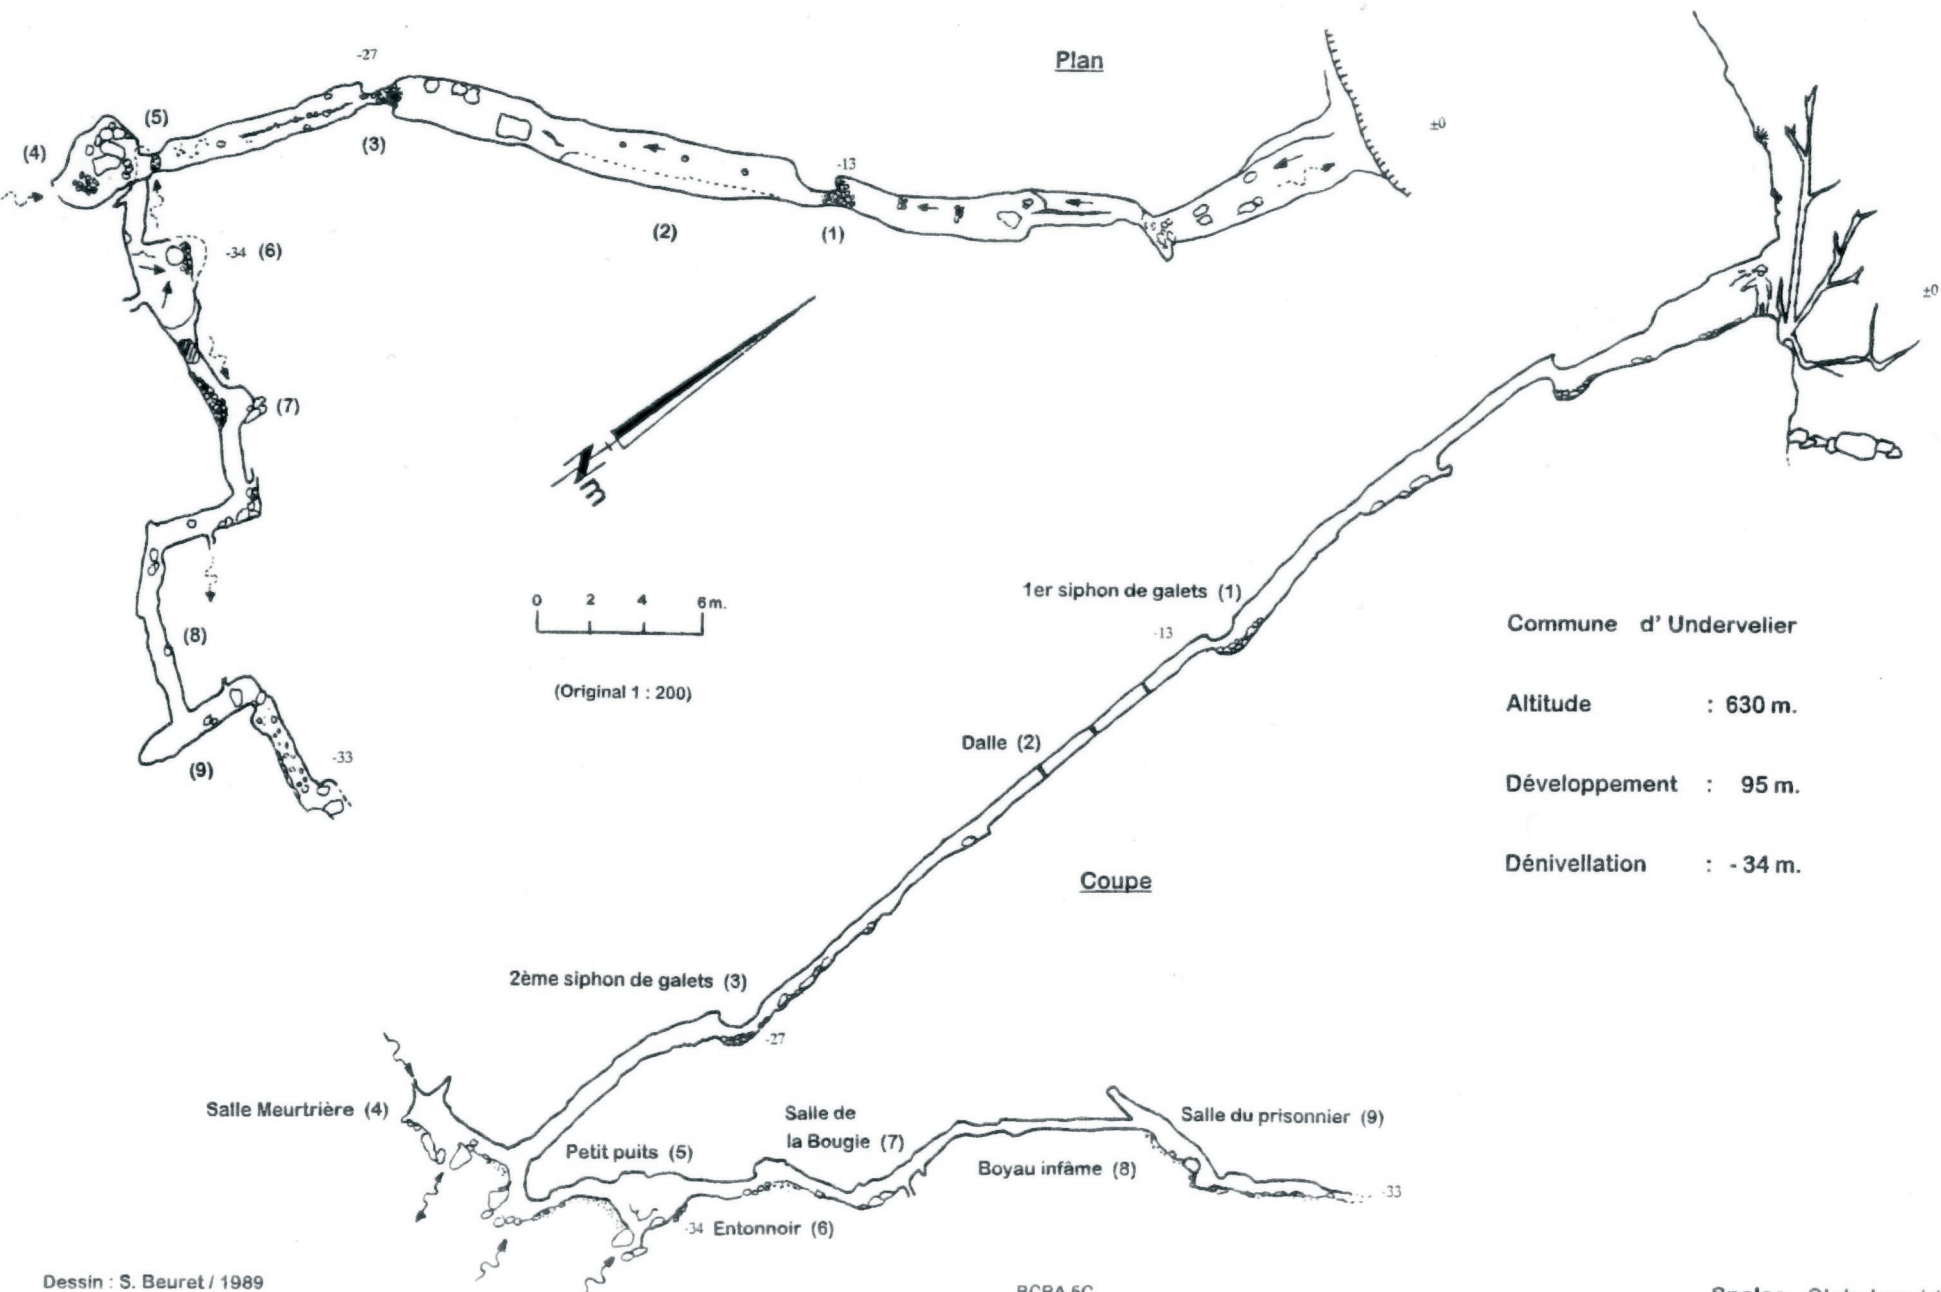 Plan
-27
(5)
(4)
(3)
-13
±0
(2)
(1)
-34 (6)
±0
(7)
Nm
0 2 4 6m.
1er siphon de galets (1)
-13
(8)
Commune d' Undervelier
(Original 1 : 200)
Altitude : 630 m.
Dalle (2)
(9)
-33
Développement : 95 m.
Coupe
Dénivellation : - 34 m.
2ème siphon de galets (3)
-27
Salle Meurtrière (4)
Salle de
la Bougie (7)
Salle du prisonnier (9)
Petit puits (5)
Boyau infâme (8)
-33
-34 Entonnoir (6)
Dessin : S. Beuret / 1989